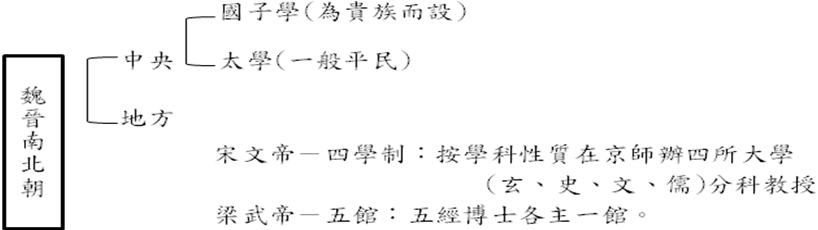 國子學(為貴族而設)
中央
太學(一般平民)
魏晉南北朝
地方
宋文帝－四學制：按學科性質在京師辦四所大學
(玄、史、文、儒)分科教授
梁武帝－五館：五經博士各主一館。